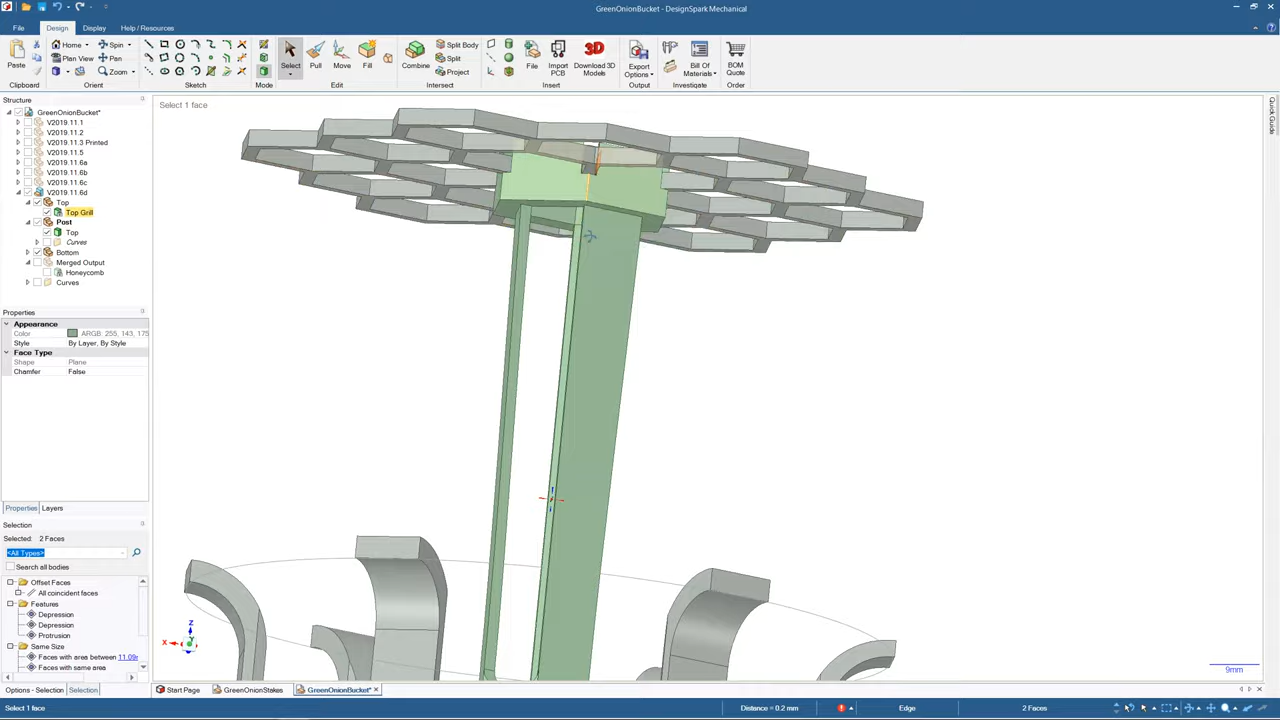 GreenOnionBucket - DesignSpark Mechanical
File Design Display Help / Resources
Paste
Home Spin
Plan View Pan
Zoom
Select Pull Move Fill
Combine
Split Body
Split
Project
File Import PCB Download 3D Models
Export Options
Bill Of Materials
BOM Quote
Clipboard Orient Sketch Mode Edit Intersect Insert Output Investigate Order
Structure
GreenOnionBucket*
V2019.11.1
V2019.11.2
V2019.11.3 Printed
V2019.11.5
V2019.11.6a
V2019.11.6b
V2019.11.6c
V2019.11.6d
Top
Top Grill
Post
Top
Curves
Bottom
Merged Output
Honeycomb
Curves
Properties
Appearance
Color ARGB: 255, 143, 175
Style By Layer, By Style
Face Type
Shape Plane
Chamfer False
Properties Layers
Selection
Selected: 2 Faces
<All Types>
Search all bodies
Offset Faces
All coincident faces
Features
Depression
Depression
Protrusion
Same Size
Faces with area between 11.09
Faces with same area
Options - Selection Selection
Select 1 face
X
Z
9mm
Quick Guide
Start Page GreenOnionStakes GreenOnionBucket*
Select 1 face Distance = 0.2 mm Edge 2 Faces